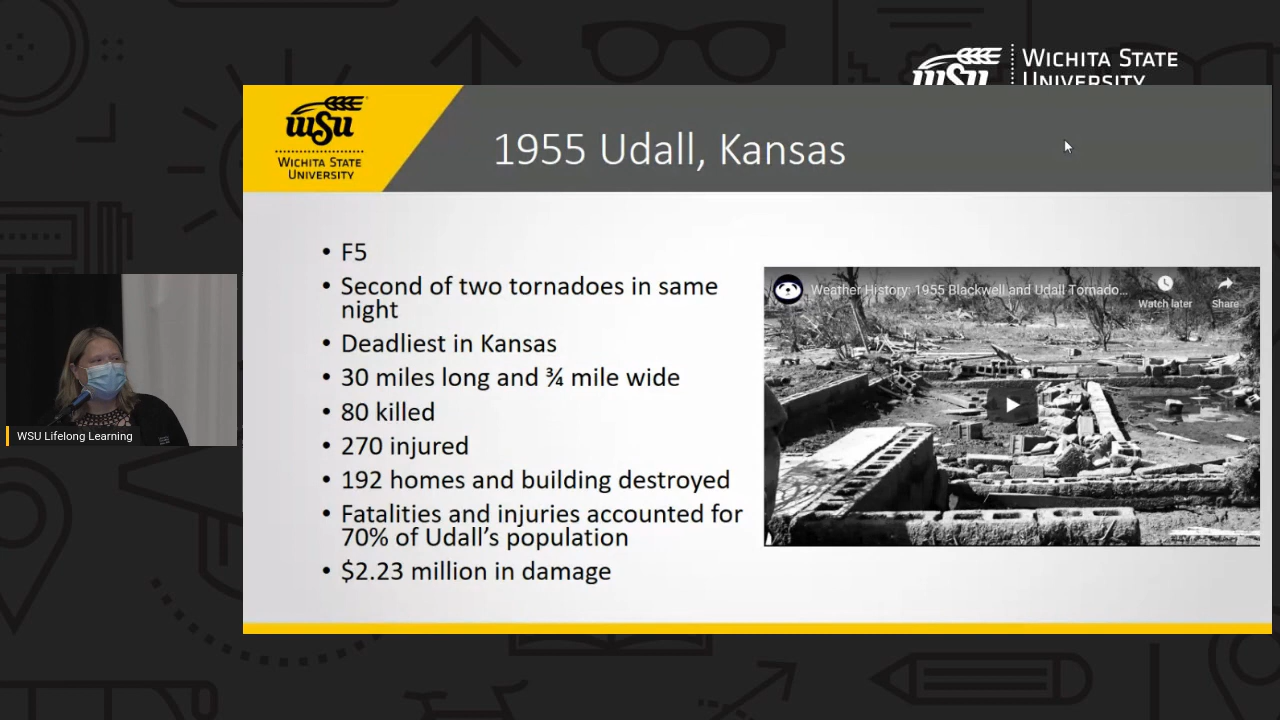 WSU
WICHITA STATE
UNIVERSITY
wsu
WICHITA STATE
UNIVERSITY
1955 Udall, Kansas
• F5
• Second of two tornadoes in same
night
• Deadliest in Kansas
• 30 miles long and ¾ mile wide
• 80 killed
• 270 injured
• 192 homes and building destroyed
• Fatalities and injuries accounted for
70% of Udall's population
• $2.23 million in damage
Weather History: 1955 Blackwell and Udall Tornado...
Watch later
Share
WSU Lifelong Learning